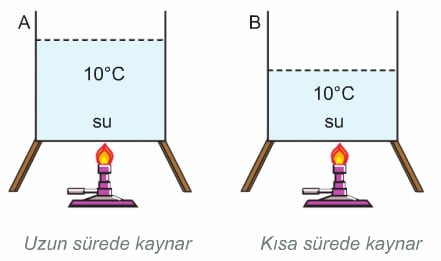 A
10°C
su
Uzun sürede kaynar
B
10°C
su
Kısa sürede kaynar